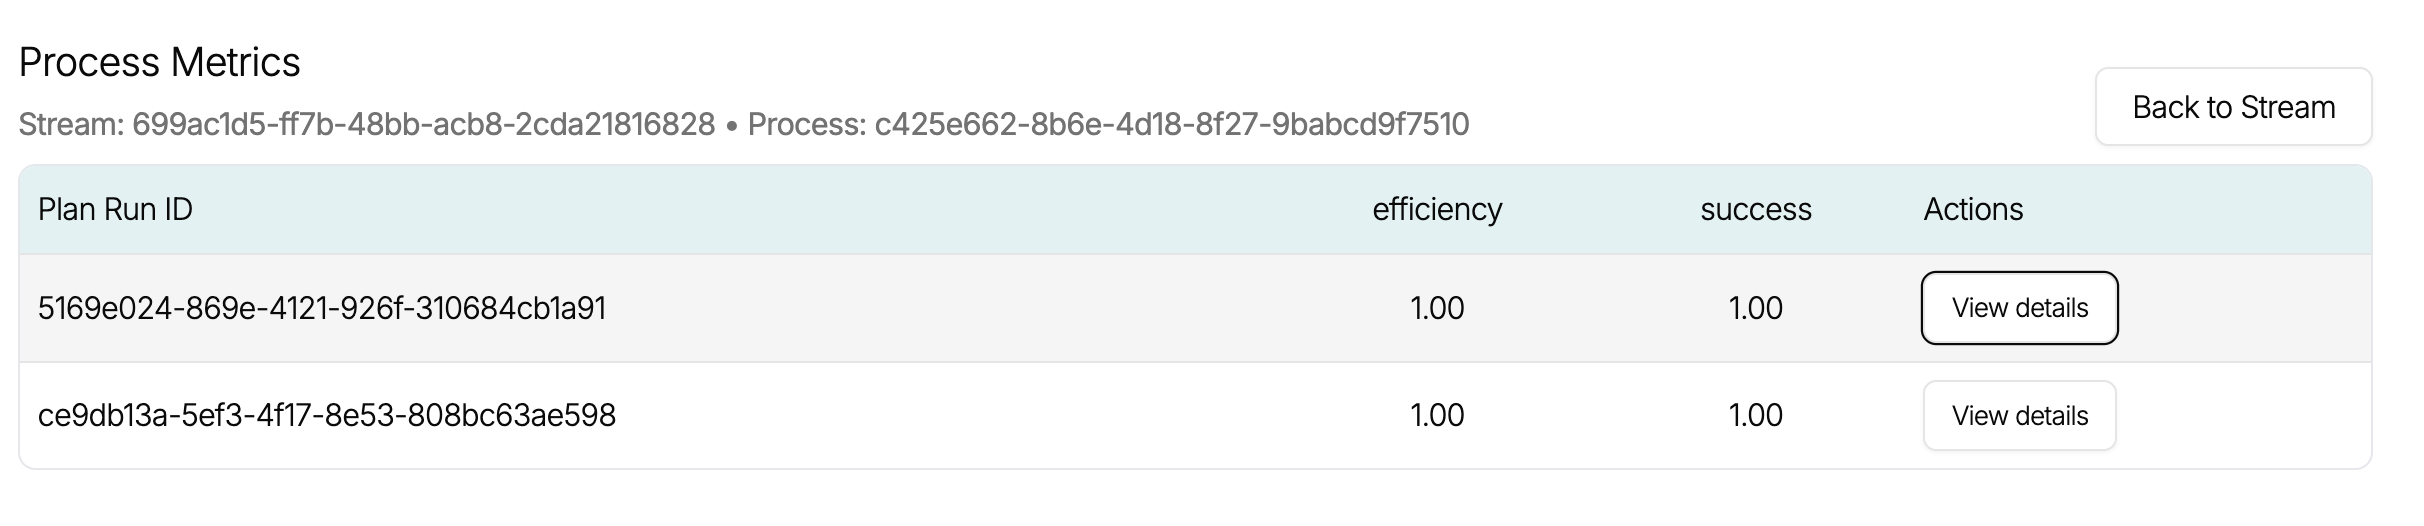 Process Metrics
Back to Stream
Stream: 699ac1d5-ff7b-48bb-acb8-2cda21816828 • Process: c425e662-8b6e-4d18-8f27-9babcd9f7510
Plan Run ID efficiency success Actions
5169e024-869e-4121-926f-310684cb1a91 1.00 1.00 View details
ce9db13a-5ef3-4f17-8e53-808bc63ae598 1.00 1.00 View details